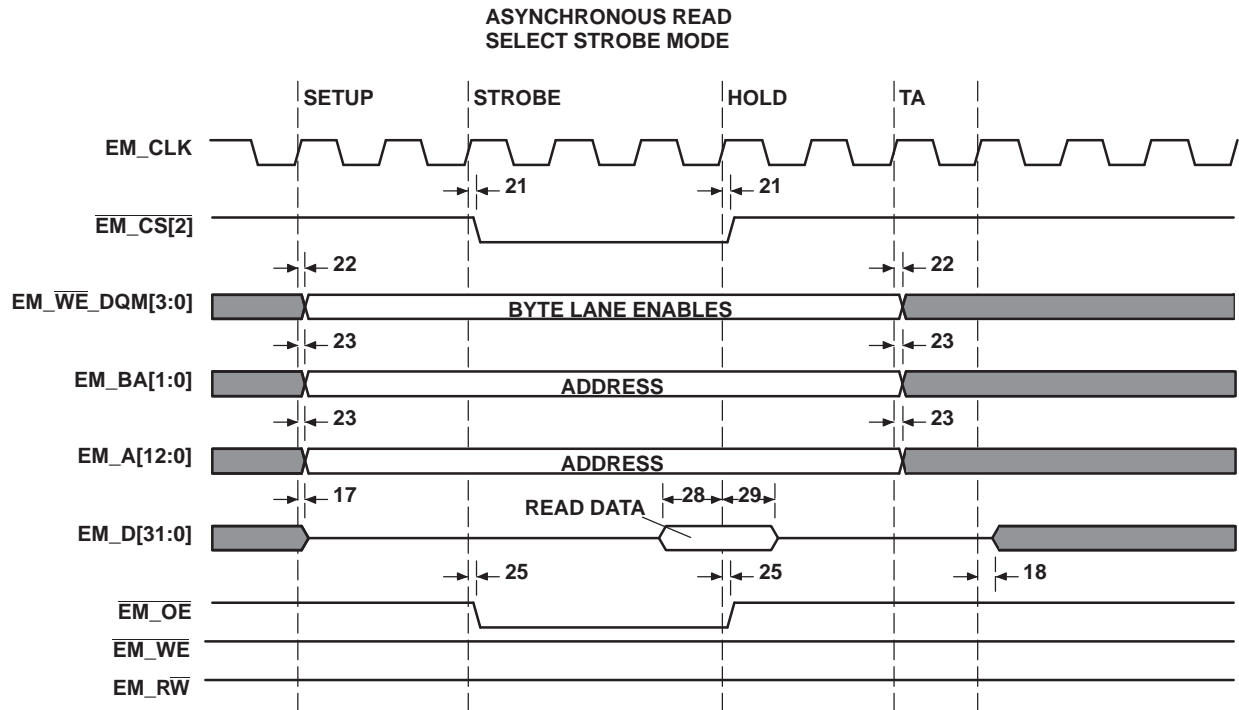 ASYNCHRONOUS READ
SELECT STROBE MODE
SETUP STROBE HOLD TA
EM_CLK
21 21
EM_CS[2]
22 22
EM_WE_DQM[3:0] BYTE LANE ENABLES
23 23
EM_BA[1:0] ADDRESS
23 23
EM_A[12:0] ADDRESS
17 28 29
READ DATA
EM_D[31:0]
25 25 18
EM_OE
EM_WE
EM_RW